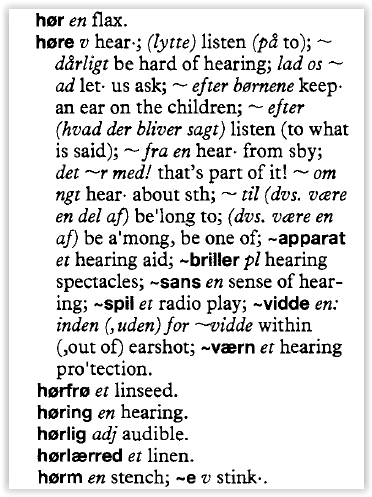 hør en flax.
høre v hear·; (lytte) listen (på to); ~
dårligt be hard of hearing; lad os ~
ad let· us ask; ~ efter børnene keep·
an ear on the children; ~ efter
(hvad der bliver sagt) listen (to what
is said); ~ fra en hear· from sby;
det ~r med! that's part of it! ~ om
ngt hear· about sth; ~ til (dvs. være
en del af) be'long to; (dvs. være en
af) be a'mong, be one of; ~apparat
et hearing aid; ~briller pl hearing
spectacles; ~sans en sense of hear-
ing; ~spil et radio play; ~vidde en:
inden (,uden) for ~vidde within
(,out of) earshot; ~værn et hearing
pro'tection.
hørfrø et linseed.
høring en hearing.
hørlig adj audible.
hørlærred et linen.
hørm en stench; ~e v stink·.